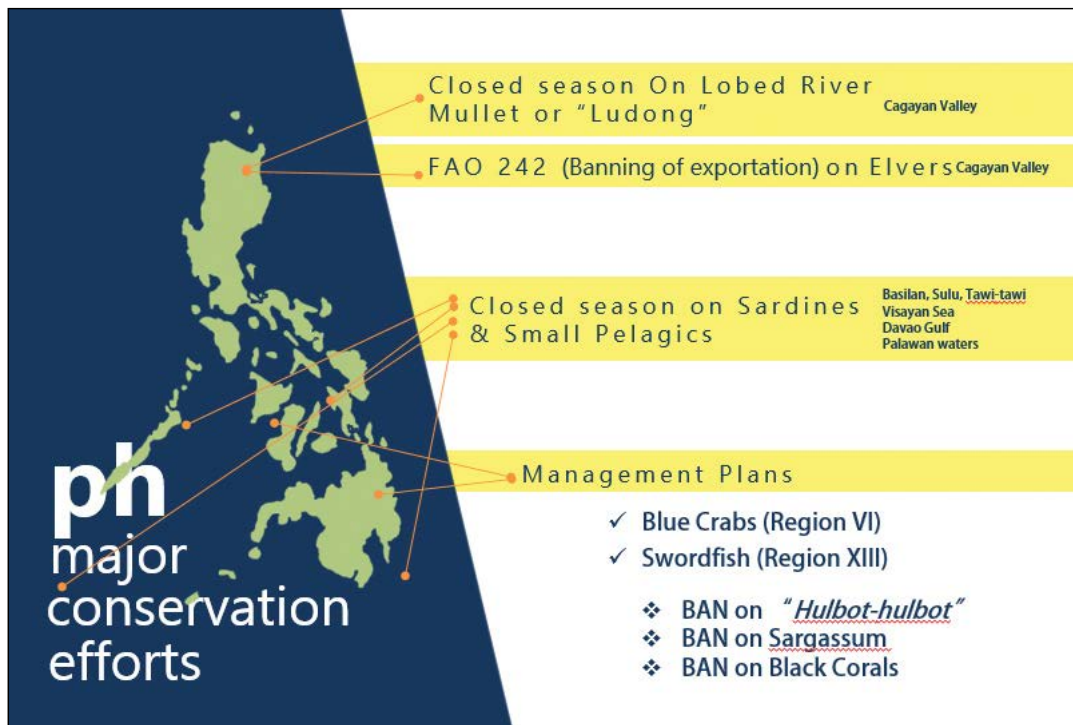 Closed season On Lobed River
Mullet or “Ludong”
Cagayan Valley
FAO 242 (Banning of exportation) on Elvers
Cagayan Valley
Closed season on Sardines
& Small Pelagics
Basilan, Sulu, Tawi-tawi
Visayan Sea
Davao Gulf
Palawan waters
Management Plans
✓ Blue Crabs (Region VI)
✓ Swordfish (Region XIII)
❖ BAN on “Hulbot-hulbot”
❖ BAN on Sargassum
❖ BAN on Black Corals
ph
major
conservation
efforts